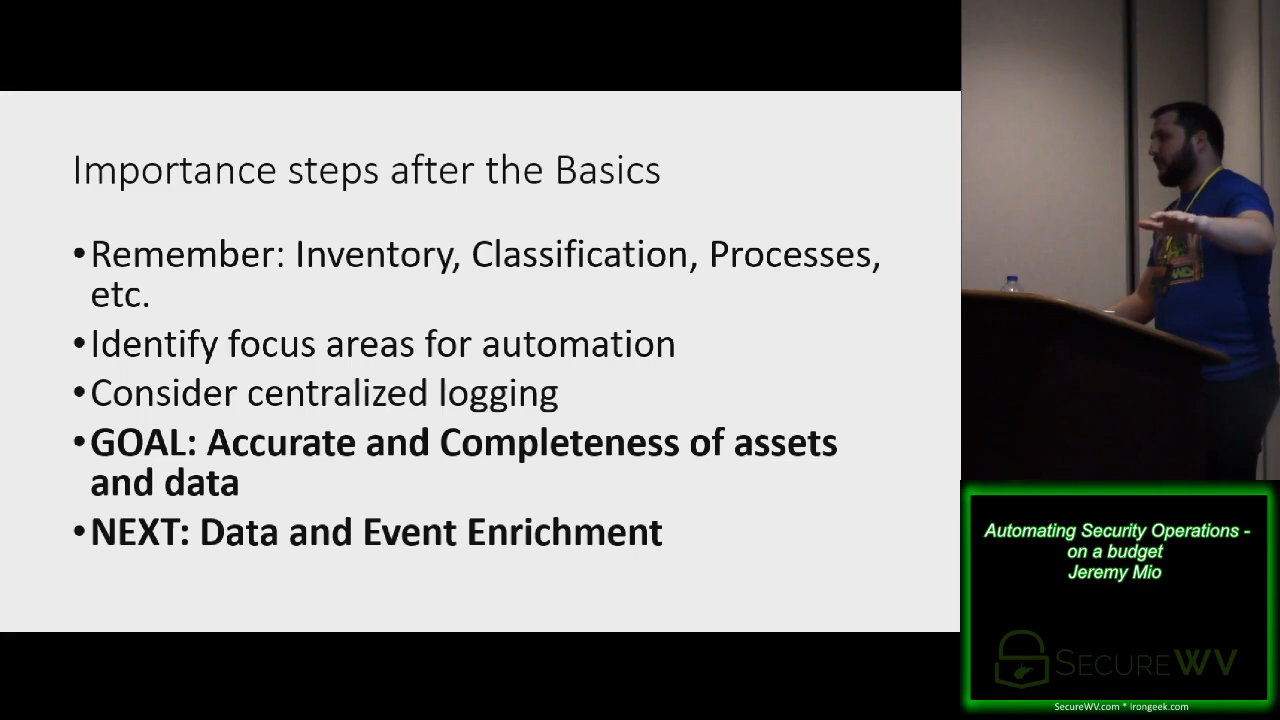 Importance steps after the Basics
•Remember: Inventory, Classification, Processes,
etc.
•Identify focus areas for automation
•Consider centralized logging
•GOAL: Accurate and Completeness of assets
and data
•NEXT: Data and Event Enrichment
Automating Security Operations -
on a budget
Jeremy Mio
SECUREWV
SecureWV.com * Irongeek.com